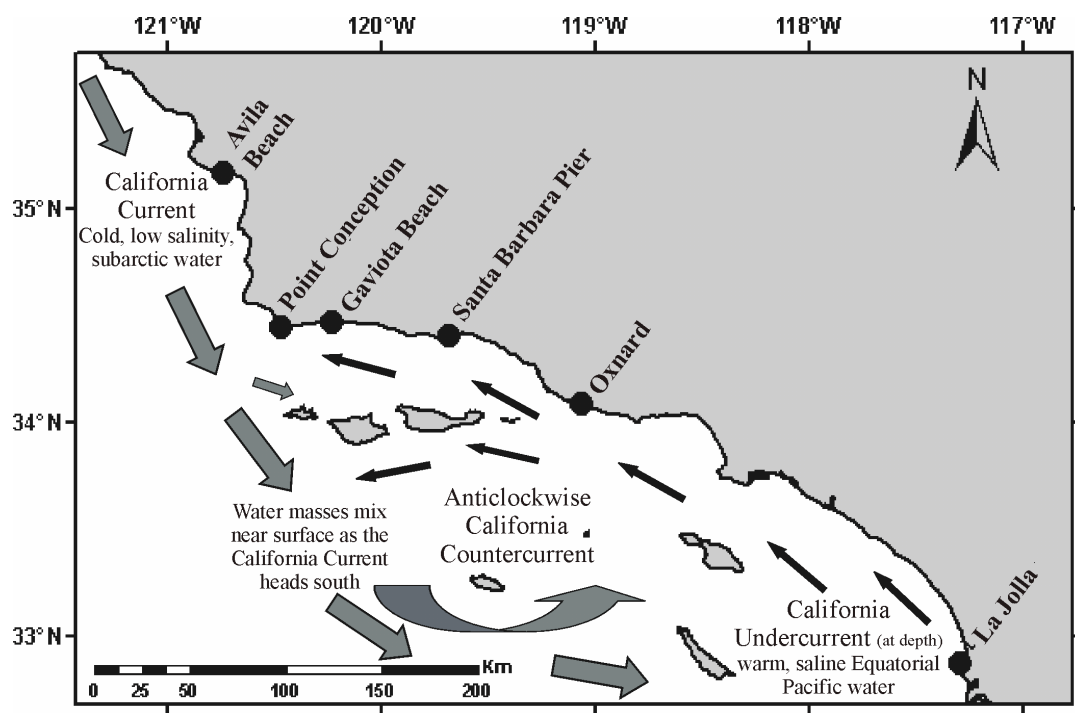 121°W 120°W 119°W 118°W 117°W
N
Avila
Beach
California
Current
Cold, low salinity,
subarctic water
35°N
Point Conception
Gaviota Beach
Santa Barbara Pier
Oxnard
34°N
Water masses mix
near surface as the
California Current
heads south
Anticlockwise
California
Countercurrent
La Jolla
California
Undercurrent (at depth)
warm, saline Equatorial
Pacific water
33°N
Km
0 25 50 100 150 200